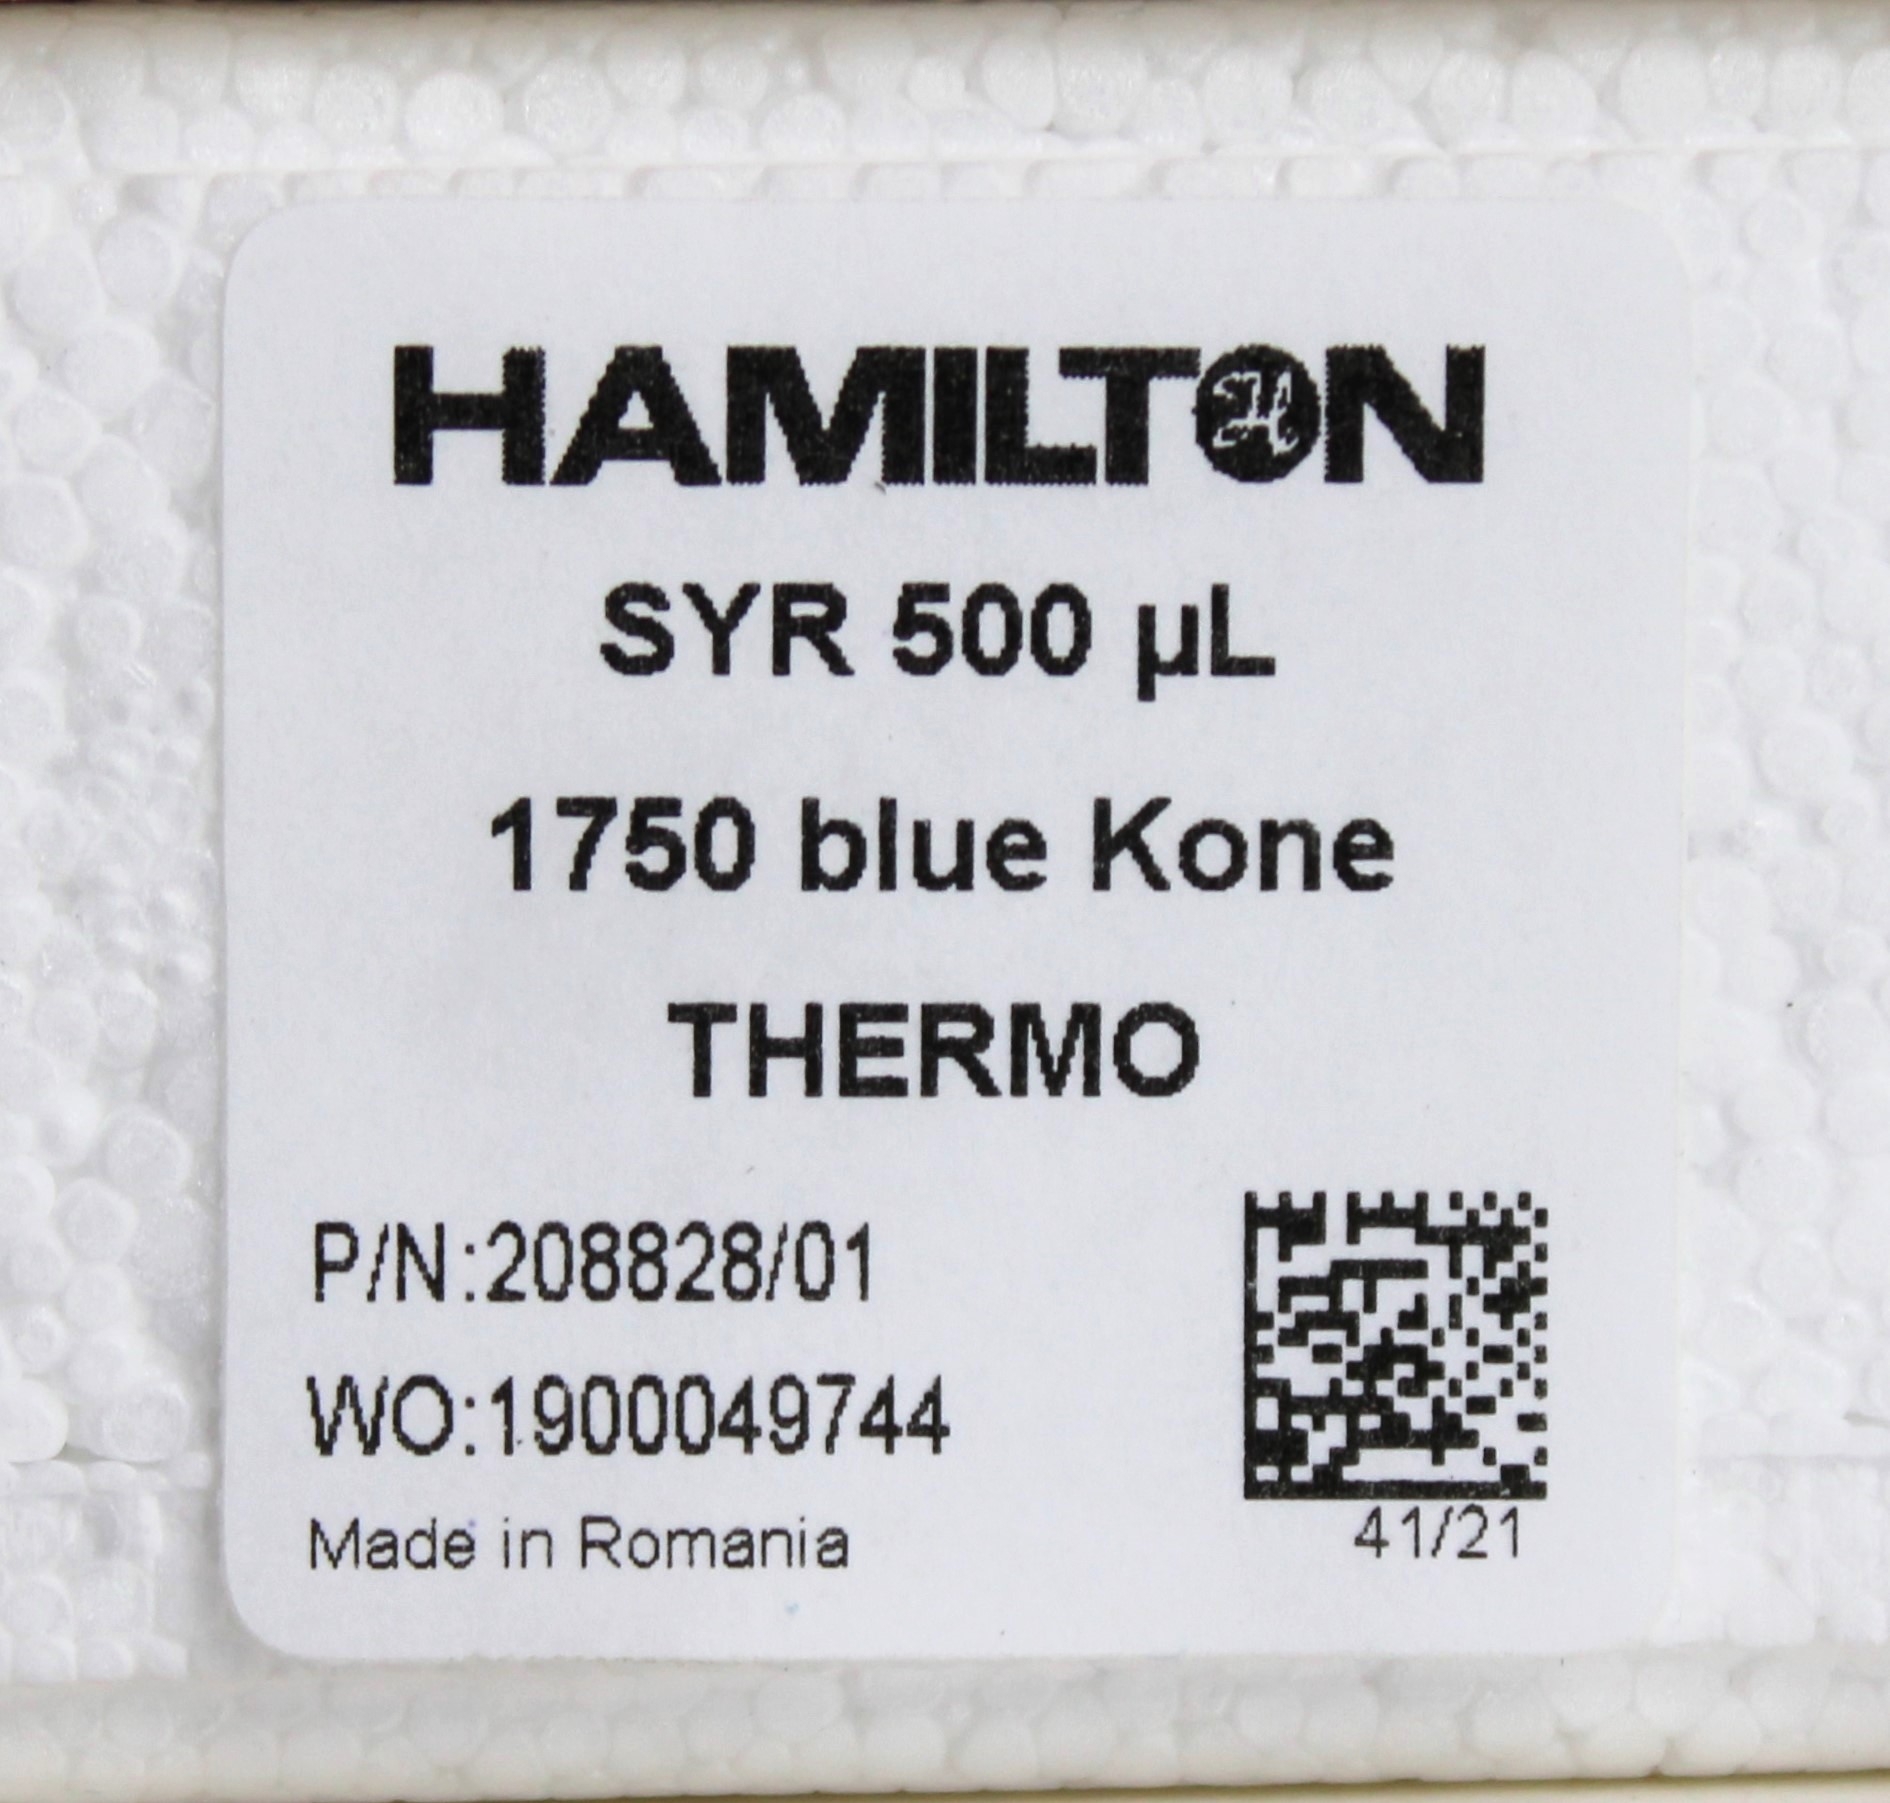 HAMILTON
SYR 500 µL
1750 blue Kone
THERMO
P/N:208828/01
WO:1900049744
Made in Romania
41/21